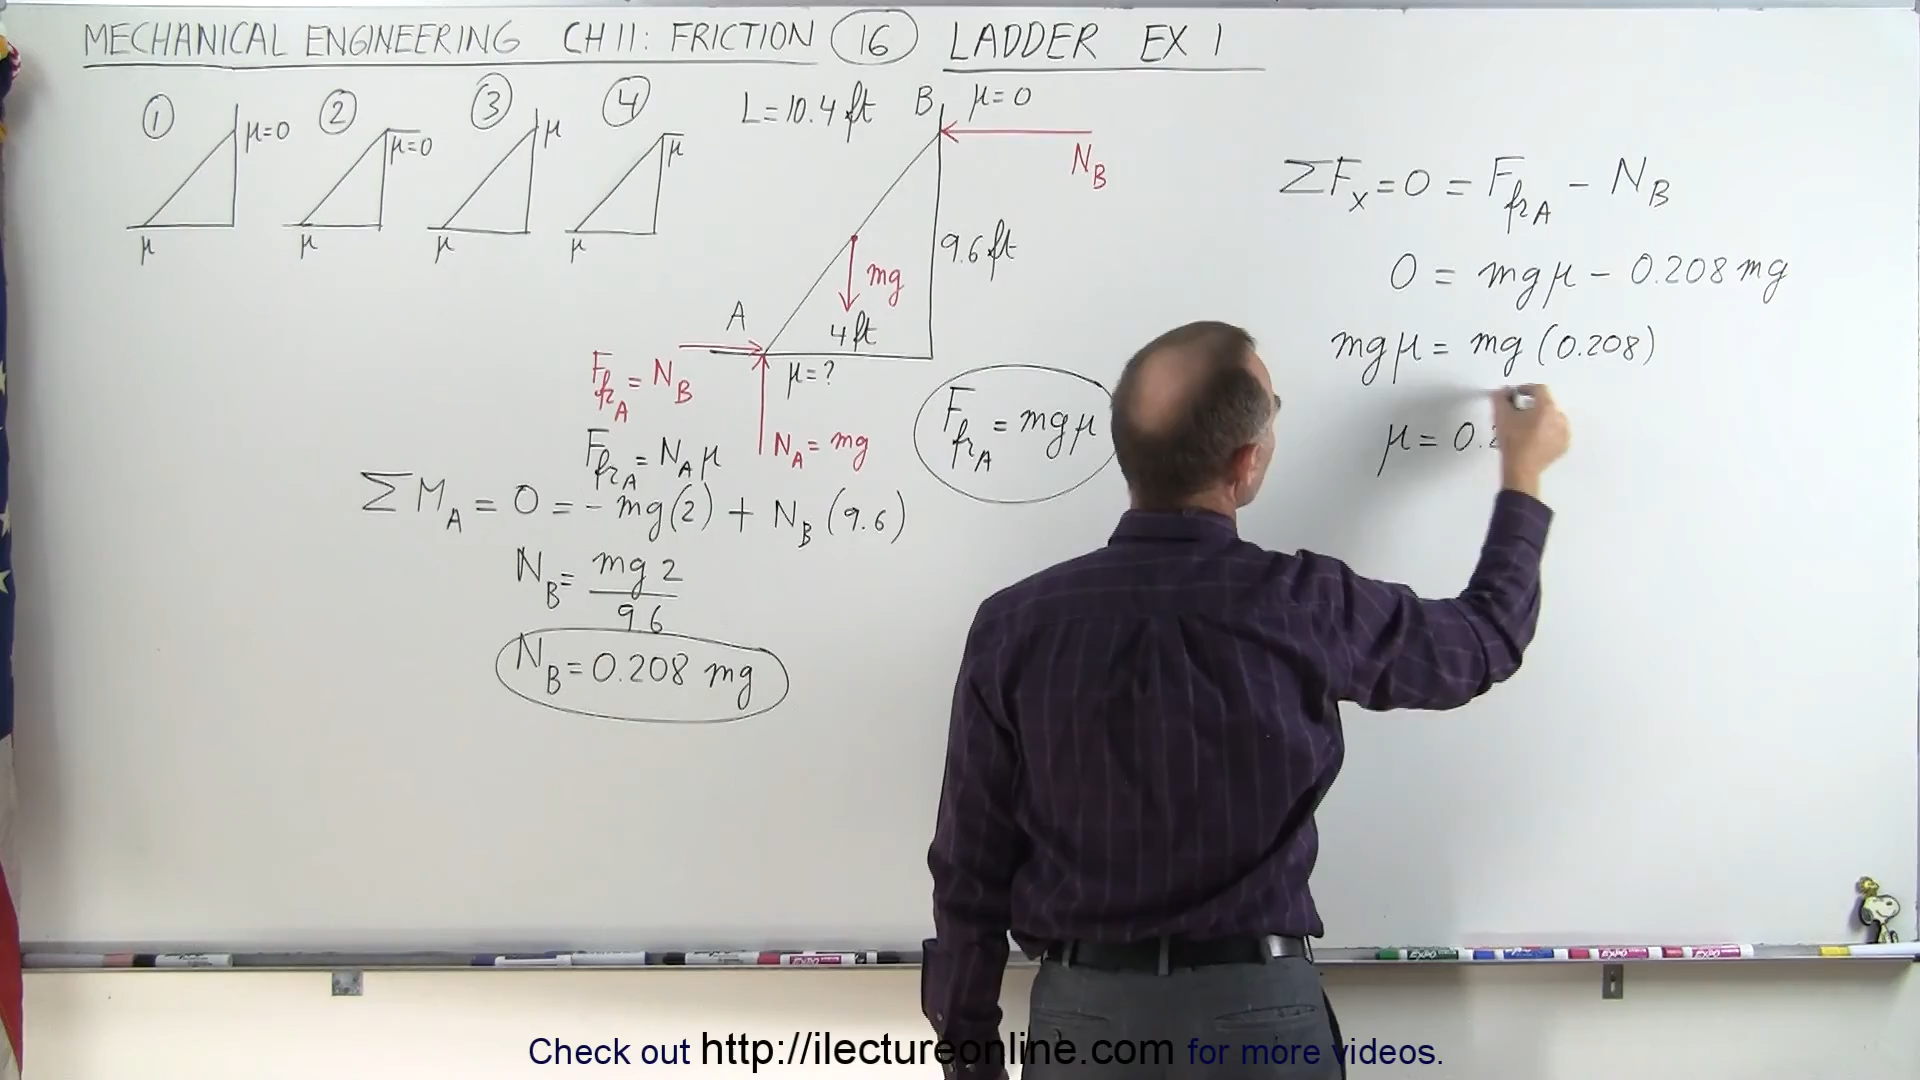 MECHANICAL ENGINEERING CH 11: FRICTION 16 LADDER EX 1
1 μ=0 μ
2 μ=0 μ
3 μ μ
4 μ μ
L=10.4 ft B μ=0
N_B
mg
9.6 ft
A 4 ft
μ=?
F_frA = N_B
F_frA = N_A μ
N_A = mg
F_frA = mgμ
ΣM_A = 0 = -mg(2) + N_B (9.6)
N_B = mg 2 / 9.6
N_B = 0.208 mg
ΣF_x = 0 = F_frA - N_B
0 = mgμ - 0.208 mg
mgμ = mg (0.208)
μ = 0.2
EXPO
Check out http://ilectureonline.com for more videos.